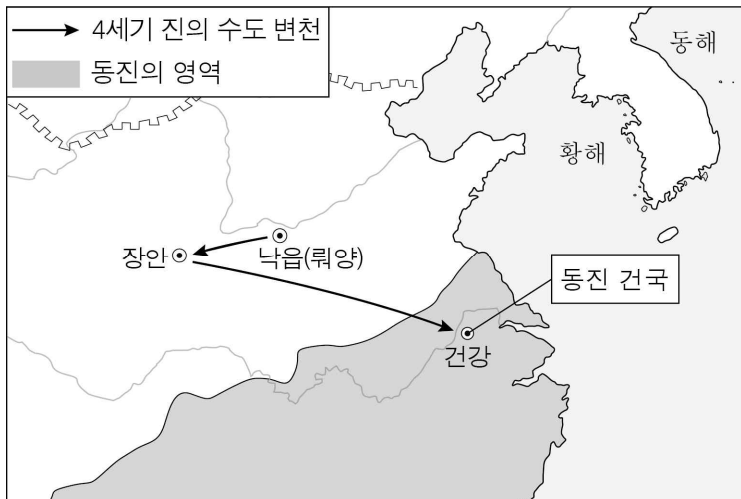 4세기 진의 수도 변천
동진의 영역
동해
황해
장안
낙읍(뤄양)
동진 건국
건강